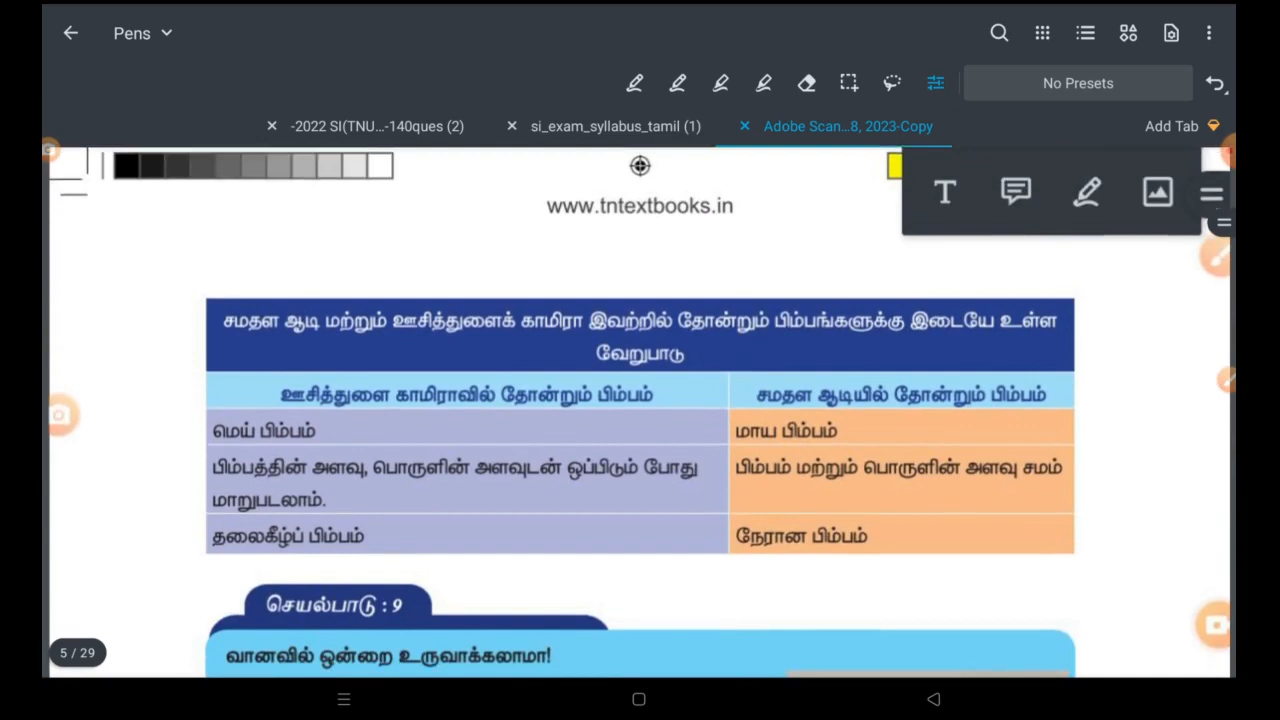 Pens
No Presets
-2022 SI(TNU...-140ques (2)
si_exam_syllabus_tamil (1)
Adobe Scan...8, 2023-Copy
Add Tab
T
www.tntextbooks.in
சமதள ஆடி மற்றும் ஊசித்துளைக் காமிரா இவற்றில் தோன்றும் பிம்பங்களுக்கு இடையே உள்ள
வேறுபாடு
ஊசித்துளை காமிராவில் தோன்றும் பிம்பம்
சமதள ஆடியில் தோன்றும் பிம்பம்
மெய் பிம்பம்
மாய பிம்பம்
பிம்பத்தின் அளவு, பொருளின் அளவுடன் ஒப்பிடும் போது
மாறுபடலாம்.
பிம்பம் மற்றும் பொருளின் அளவு சமம்
தலைகீழ்ப் பிம்பம்
நேரான பிம்பம்
செயல்பாடு : 9
வானவில் ஒன்றை உருவாக்கலாமா!
5 / 29